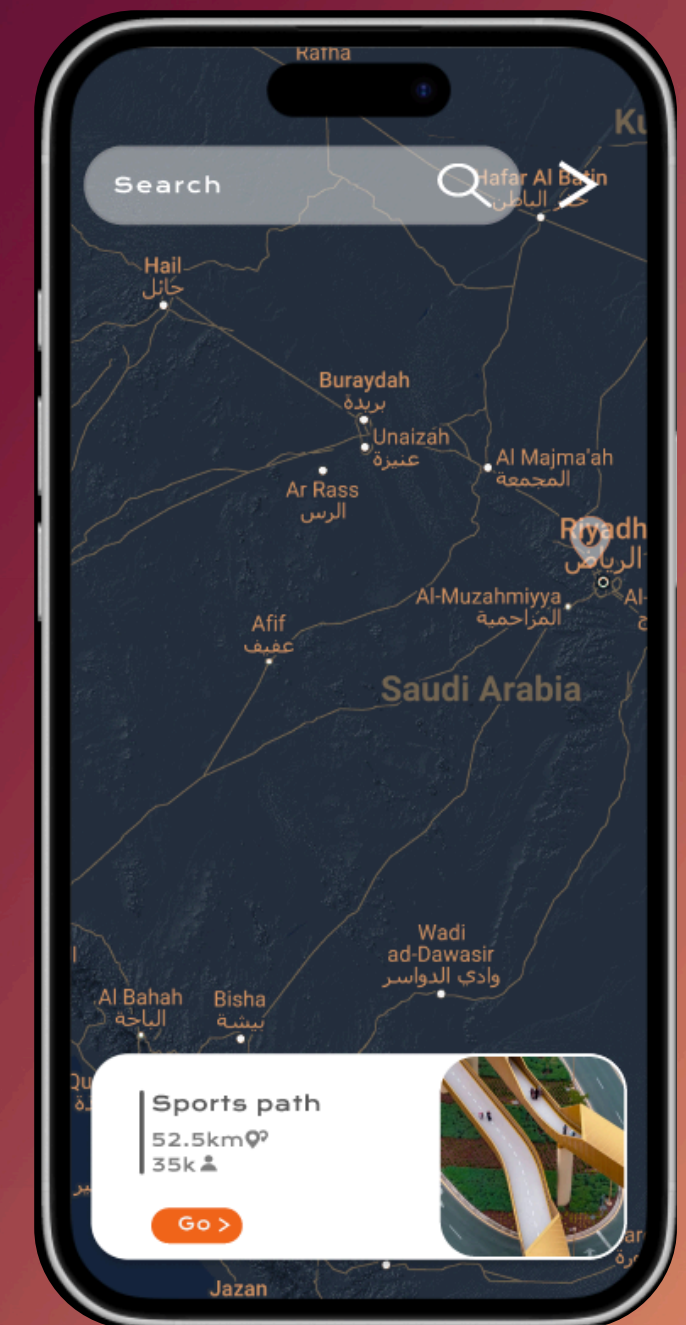 Rafha
Search
Hafar Al Batin
حفر الباطن
Hail
حائل
Buraydah
بريدة
Unaizah
عنيزة
Al Majma'ah
المجمعة
Ar Rass
الرس
Riyadh
الرياض
Al-Muzahmiyya
المزاحمية
Afif
عفيف
Saudi Arabia
Wadi
ad-Dawasir
وادي الدواسر
Al Bahah
الباحة
Bisha
بيشة
Sports path
52.5km
35k
Go >
Jazan